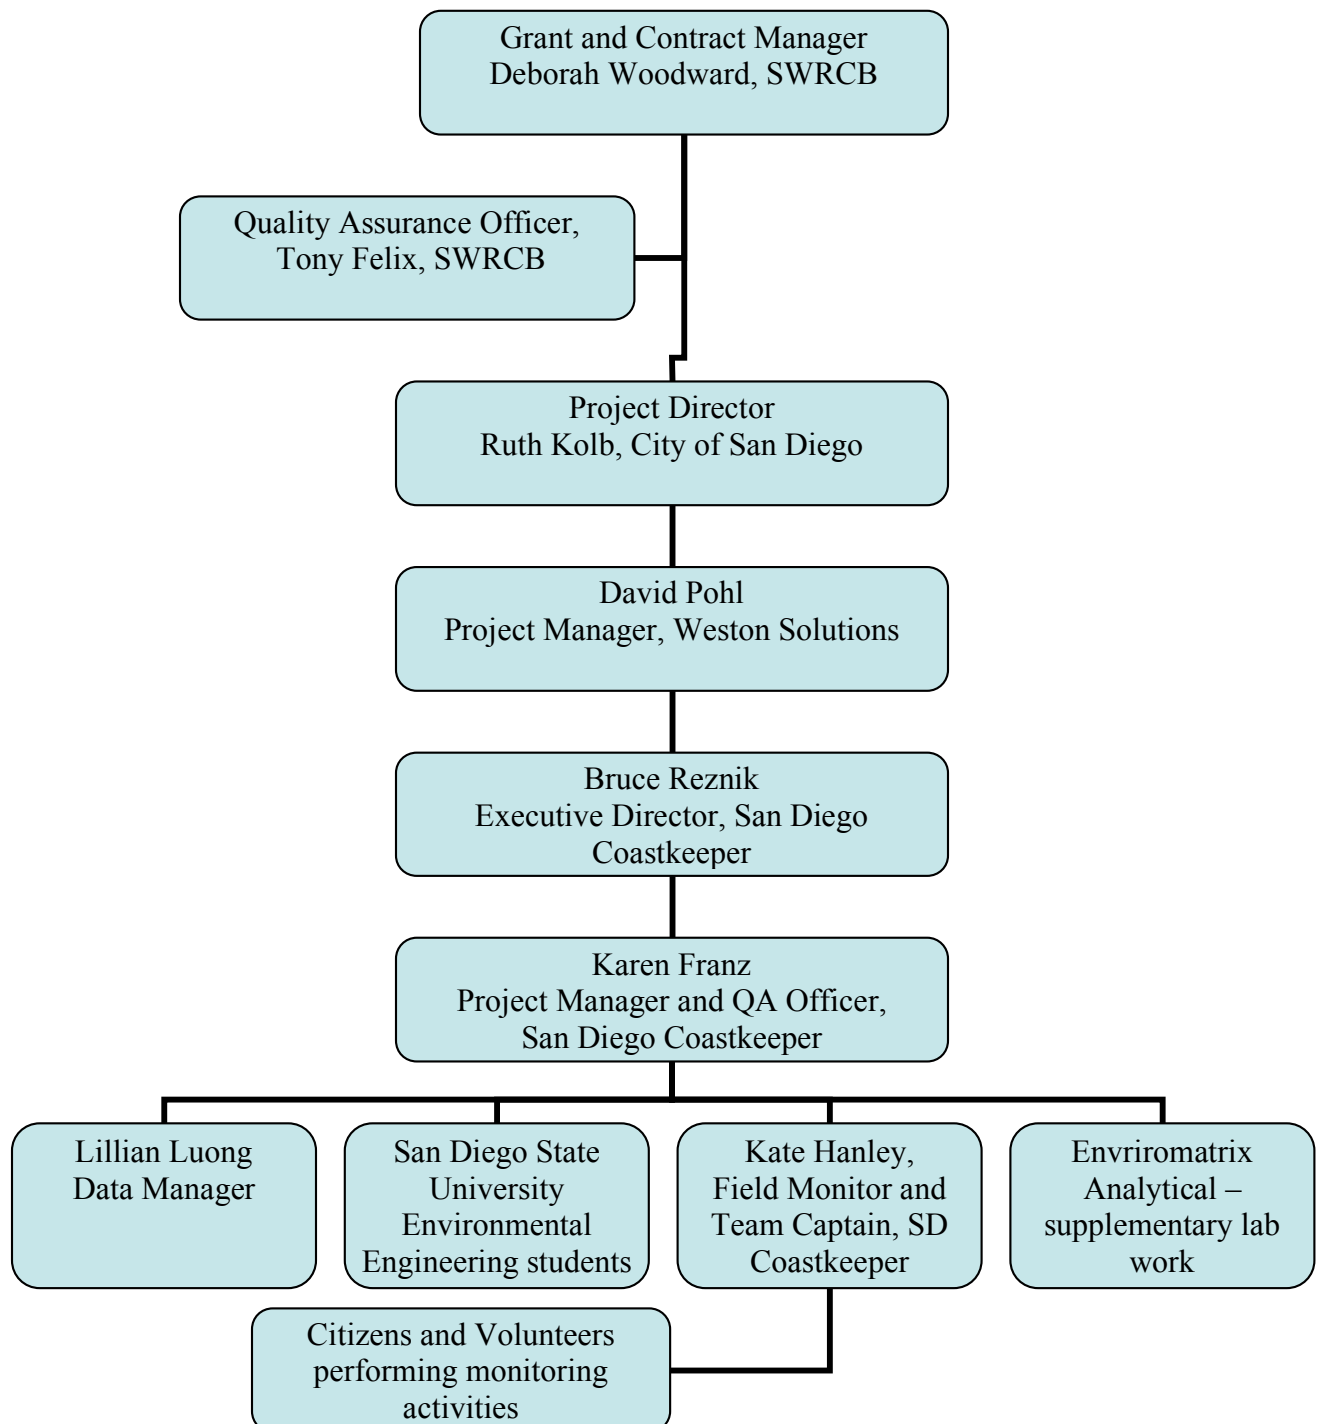 Grant and Contract Manager
Deborah Woodward, SWRCB
Quality Assurance Officer,
Tony Felix, SWRCB
Project Director
Ruth Kolb, City of San Diego
David Pohl
Project Manager, Weston Solutions
Bruce Reznik
Executive Director, San Diego
Coastkeeper
Karen Franz
Project Manager and QA Officer,
San Diego Coastkeeper
Lillian Luong
Data Manager
San Diego State
University
Environmental
Engineering students
Kate Hanley,
Field Monitor and
Team Captain, SD
Coastkeeper
Envriromatrix
Analytical –
supplementary lab
work
Citizens and Volunteers
performing monitoring
activities